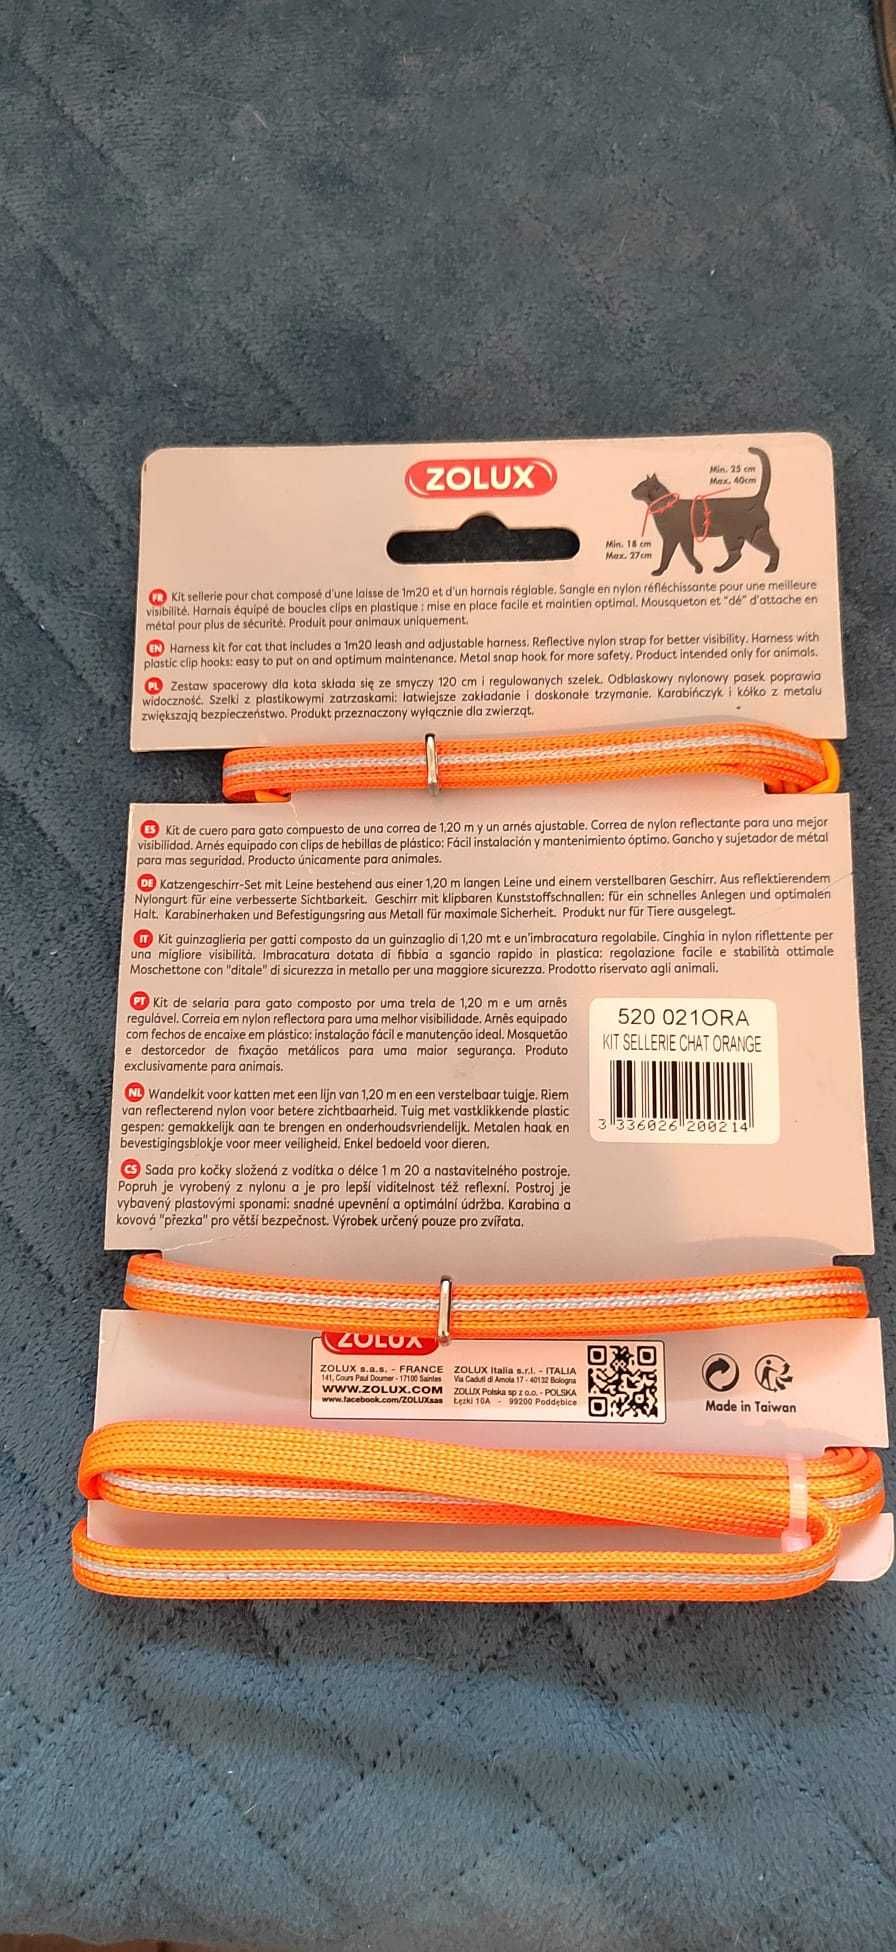 ZOLUX
Min. 25 cm
Max. 40cm
Min. 18 cm
Max. 27cm
FR Kit sellerie pour chat composé d'une laisse de 1m20 et d'un harnais réglable. Sangle en nylon réfléchissante pour une meilleure
visibilité. Harnais équipé de boucles clips en plastique : mise en place facile et maintien optimal. Mousqueton et "dé" d'attache en
métal pour plus de sécurité. Produit pour animaux uniquement.
EN Harness kit for cat that includes a 1m20 leash and adjustable harness. Reflective nylon strap for better visibility. Harness with
plastic clip hooks: easy to put on and optimum maintenance. Metal snap hook for more safety. Product intended only for animals.
PL Zestaw spacerowy dla kota składa się ze smyczy 120 cm i regulowanych szelek. Odblaskowy nylonowy pasek poprawia
widoczność. Szelki z plastikowymi zatrzaskami: łatwiejsze zakładanie i doskonałe trzymanie. Karabińczyk i kółko z metalu
zwiększają bezpieczeństwo. Produkt przeznaczony wyłącznie dla zwierząt.
ES Kit de cuero para gato compuesto de una correa de 1,20 m y un arnés ajustable. Correa de nylon reflectante para una mejor
visibilidad. Arnés equipado con clips de hebillas de plástico: Fácil instalación y mantenimiento óptimo. Gancho y sujetador de métal
para mas seguridad. Producto únicamente para animales.
DE Katzengeschirr-Set mit Leine bestehend aus einer 1,20 m langen Leine und einem verstellbaren Geschirr. Aus reflektierendem
Nylongurt für eine verbesserte Sichtbarkeit. Geschirr mit klipbaren Kunststoffschnallen: für ein schnelles Anlegen und optimalen
Halt. Karabinerhaken und Befestigungsring aus Metall für maximale Sicherheit. Produkt nur für Tiere ausgelegt.
IT Kit guinzaglieria per gatti composto da un guinzaglio di 1,20 mt e un'imbracatura regolabile. Cinghia in nylon riflettente per
una migliore visibilità. Imbracatura dotata di fibbia a sgancio rapido in plastica: regolazione facile e stabilità ottimale
Moschettone con "ditale" di sicurezza in metallo per una maggiore sicurezza. Prodotto riservato agli animali.
PT Kit de selaria para gato composto por uma trela de 1,20 m e um arnês
regulável. Correia em nylon reflectora para uma melhor visibilidade. Arnês equipado
com fechos de encaixe em plástico: instalação fácil e manutenção ideal. Mosquetão
e destorcedor de fixação metálicos para uma maior segurança. Produto
exclusivamente para animais.
520 021ORA
KIT SELLERIE CHAT ORANGE
3 336026 200214
NL Wandelkit voor katten met een lijn van 1,20 m en een verstelbaar tuigje. Riem
van reflecterend nylon voor betere zichtbaarheid. Tuig met vastklikkende plastic
gespen: gemakkelijk aan te brengen en onderhoudsvriendelijk. Metalen haak en
bevestigingsblokje voor meer veiligheid. Enkel bedoeld voor dieren.
CS Sada pro kočky složená z vodítka o délce 1 m 20 a nastavitelného postroje.
Popruh je vyrobený z nylonu a je pro lepší viditelnost též reflexní. Postroj je
vybavený plastovými sponami: snadné upevnění a optimální údržba. Karabina a
kovová "přezka" pro větší bezpečnost. Výrobek určený pouze pro zvířata.
ZOLUX
ZOLUX s.a.s. - FRANCE
141, Cours Paul Doumer - 17100 Saintes
WWW.ZOLUX.COM
www.facebook.com/ZOLUXsas
ZOLUX Italia s.r.l. - ITALIA
Via Caduti di Amola 17 - 40132 Bologna
ZOLUX Polska sp z o.o. - POLSKA
Łęzki 10A - 99200 Poddębice
Made in Taiwan